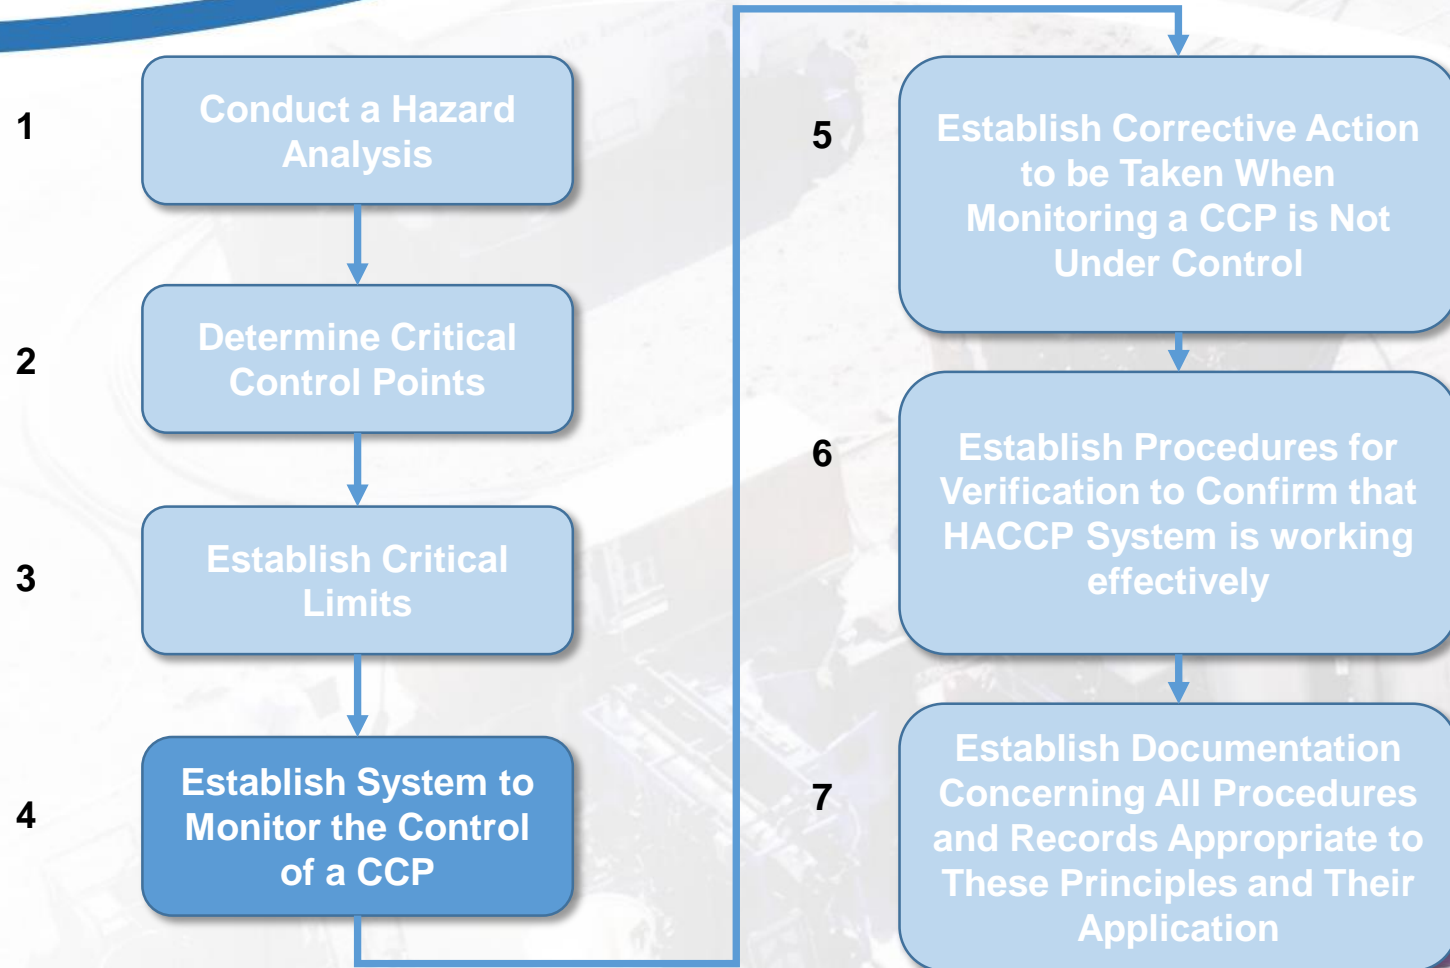 1
Conduct a Hazard
Analysis
2
Determine Critical
Control Points
3
Establish Critical
Limits
4
Establish System to
Monitor the Control
of a CCP
5
Establish Corrective Action
to be Taken When
Monitoring a CCP is Not
Under Control
6
Establish Procedures for
Verification to Confirm that
HACCP System is working
effectively
7
Establish Documentation
Concerning All Procedures
and Records Appropriate to
These Principles and Their
Application